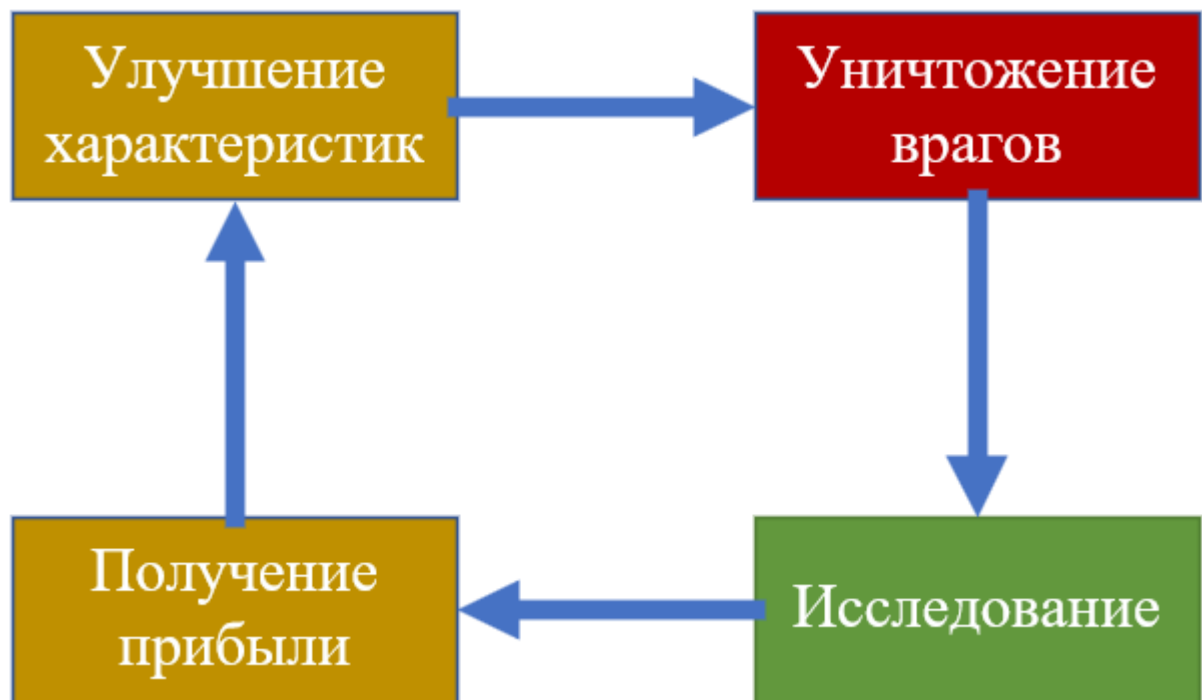 Улучшение
характеристик
Уничтожение
врагов
Получение
прибыли
Исследование